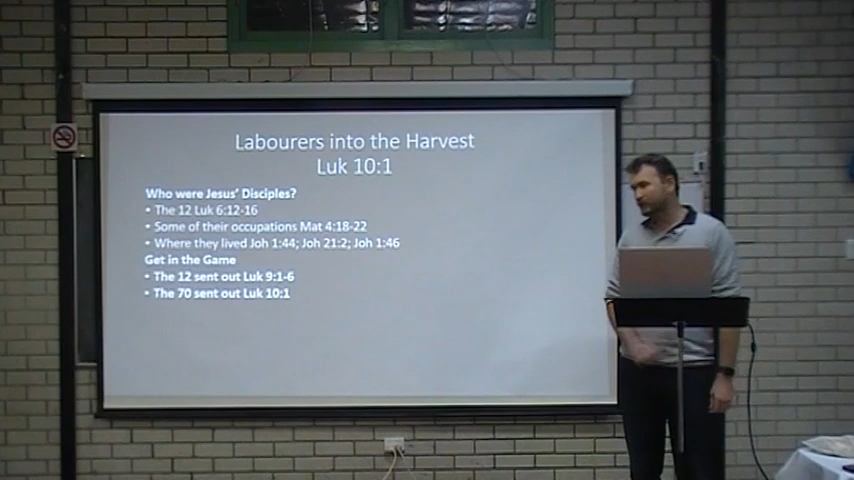 Labourers into the Harvest
Luk 10:1
Who were Jesus' Disciples?
• The 12 Luk 6:12-16
• Some of their occupations Mat 4:18-22
• Where they lived Joh 1:44; Joh 21:2; Joh 1:46
Get in the Game
• The 12 sent out Luk 9:1-6
• The 70 sent out Luk 10:1